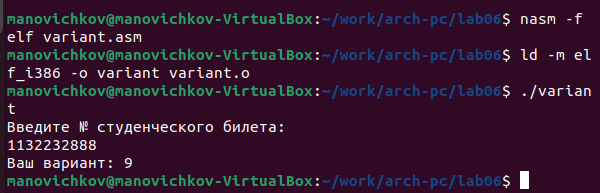 manovichkov@manovichkov-VirtualBox:~/work/arch-pc/lab06$ nasm -f
elf variant.asm
manovichkov@manovichkov-VirtualBox:~/work/arch-pc/lab06$ ld -m el
f_i386 -o variant variant.o
manovichkov@manovichkov-VirtualBox:~/work/arch-pc/lab06$ ./varian
t
Введите № студенческого билета:
1132232888
Ваш вариант: 9
manovichkov@manovichkov-VirtualBox:~/work/arch-pc/lab06$